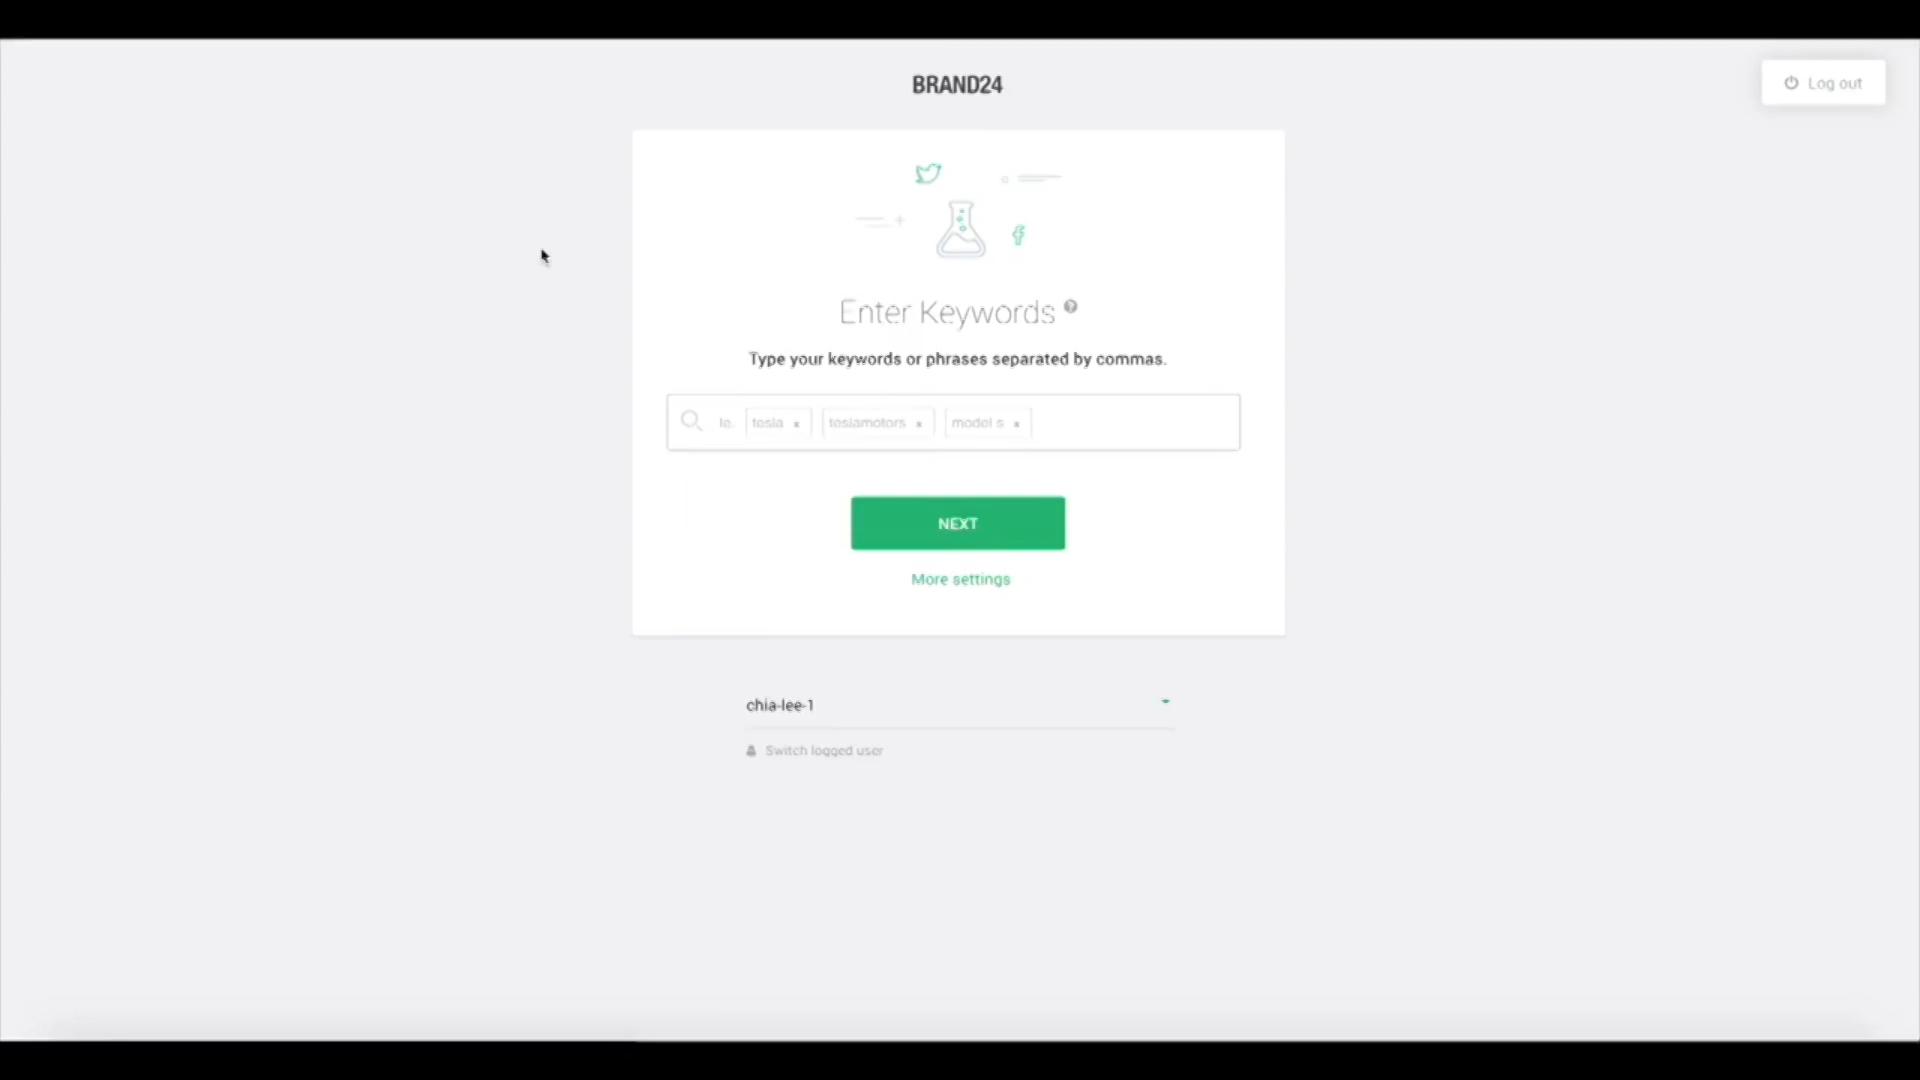 BRAND24
Log out
Enter Keywords
Type your keywords or phrases separated by commas.
tesla x teslamotors x model s x
NEXT
More settings
chia-lee-1
Switch logged user